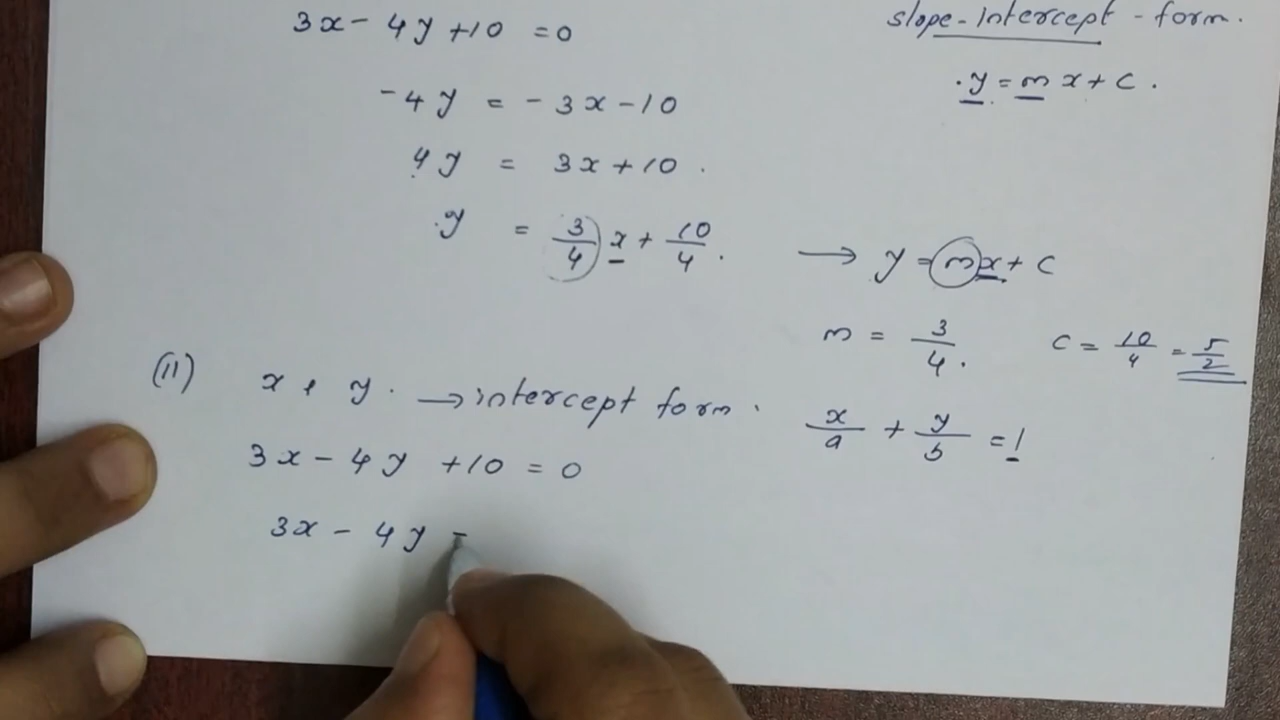 3x - 4y + 10 = 0
slope-intercept-form.
. y = m x + c .
- 4y = - 3x - 10
4y = 3x + 10 .
. y = 3/4 x + 10/4 . → y = mx + c
m = 3/4 . c = 10/4 = 5/2
(II) x , y . → intercept form .
x/a + y/b = 1
3x - 4y + 10 = 0
3x - 4y =